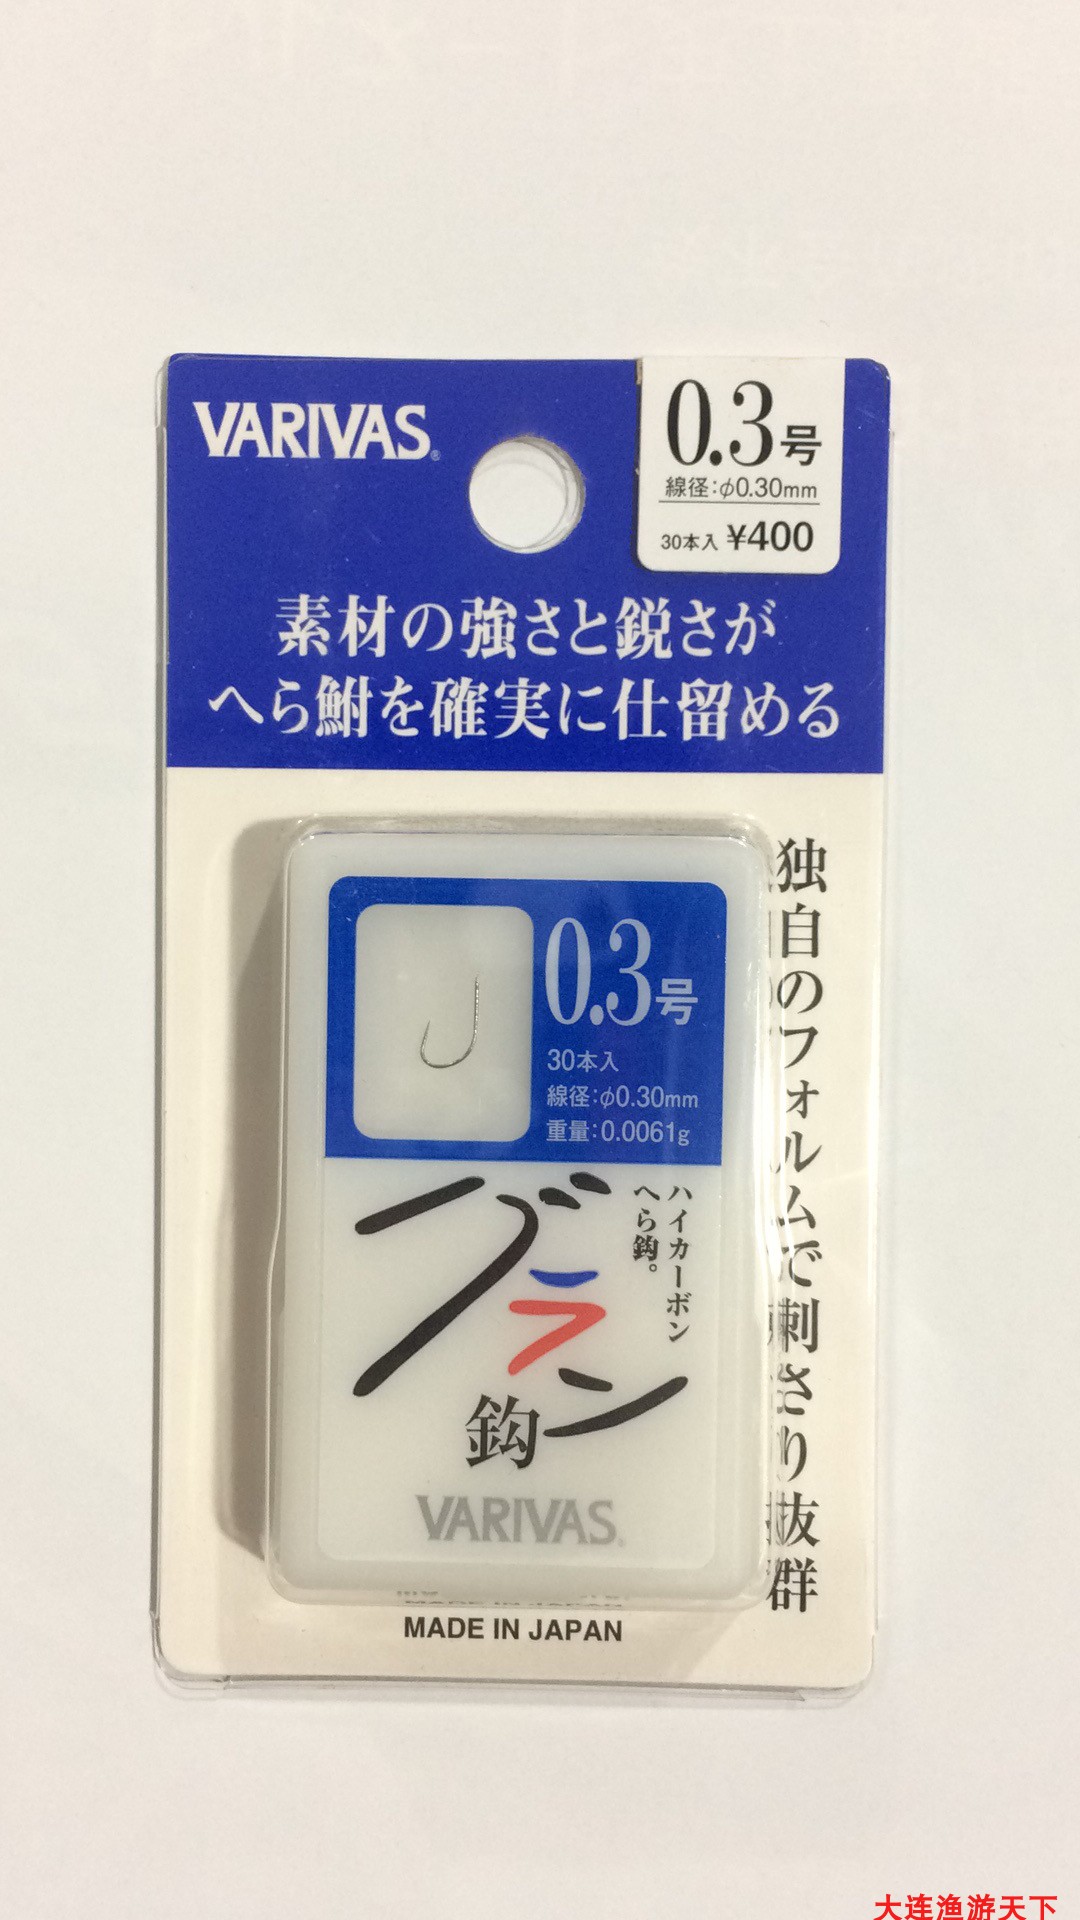 VARIVAS®
0.3号
線径:φ0.30mm
30本入 ¥400
素材の強さと鋭さが
へら鮒を確実に仕留める
独自のフォルムで刺さり抜群
0.3号
30本入
線径:φ0.30mm
重量:0.0061g
ハイカーボン
へら鈎。
グラン
鈎
VARIVAS
MADE IN JAPAN
大连渔游天下